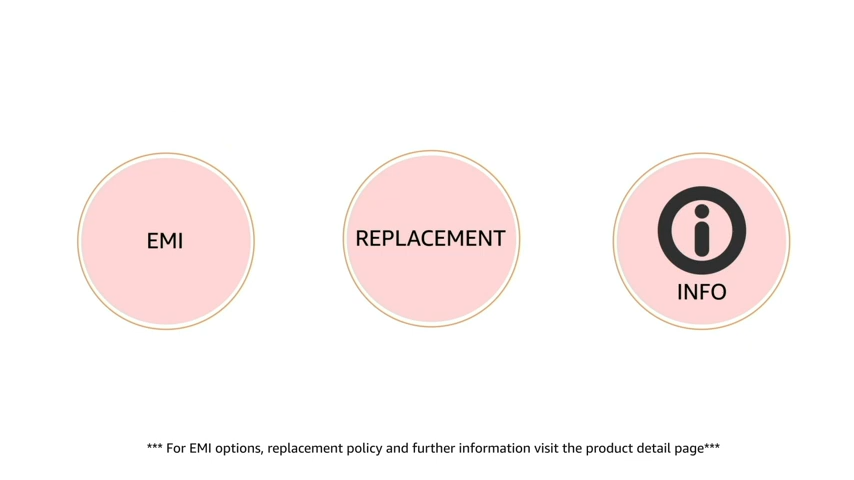 EMI
REPLACEMENT
INFO
*** For EMI options, replacement policy and further information visit the product detail page***